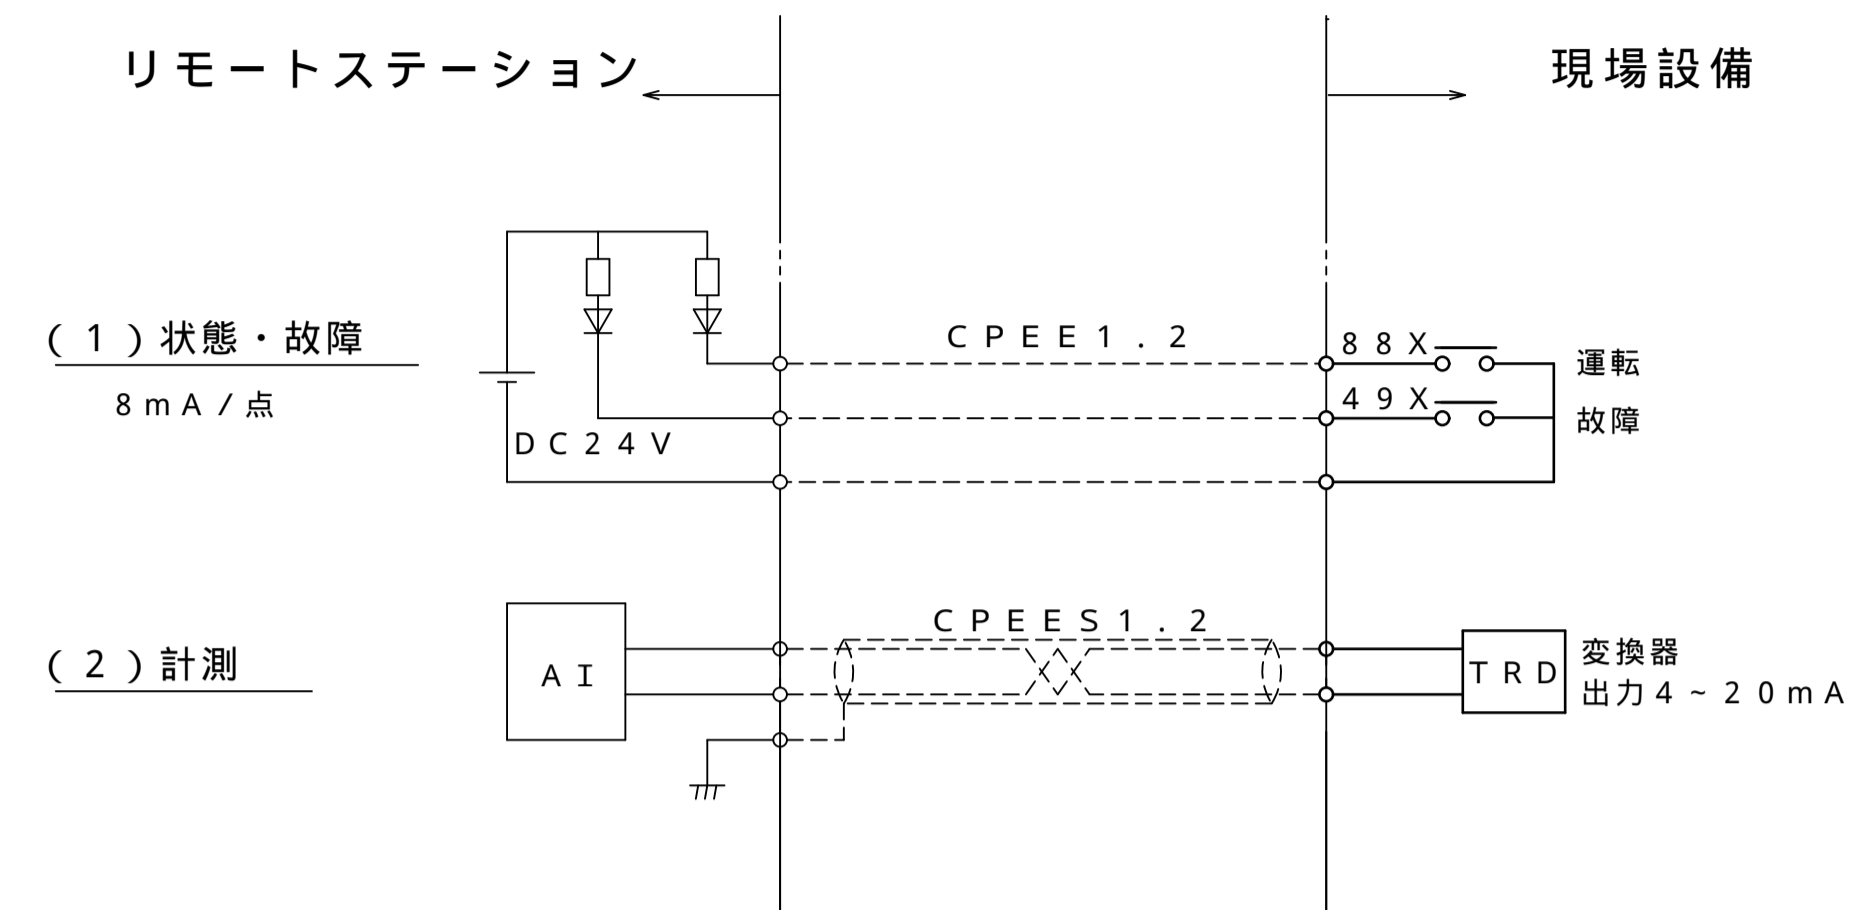 リモートステーション
現場設備
(1)状態・故障
8mA/点
DC24V
CPEE1.2
88X
運転
49X
故障
(2)計測
AI
CPEES1.2
TRD
変換器
出力4~20mA